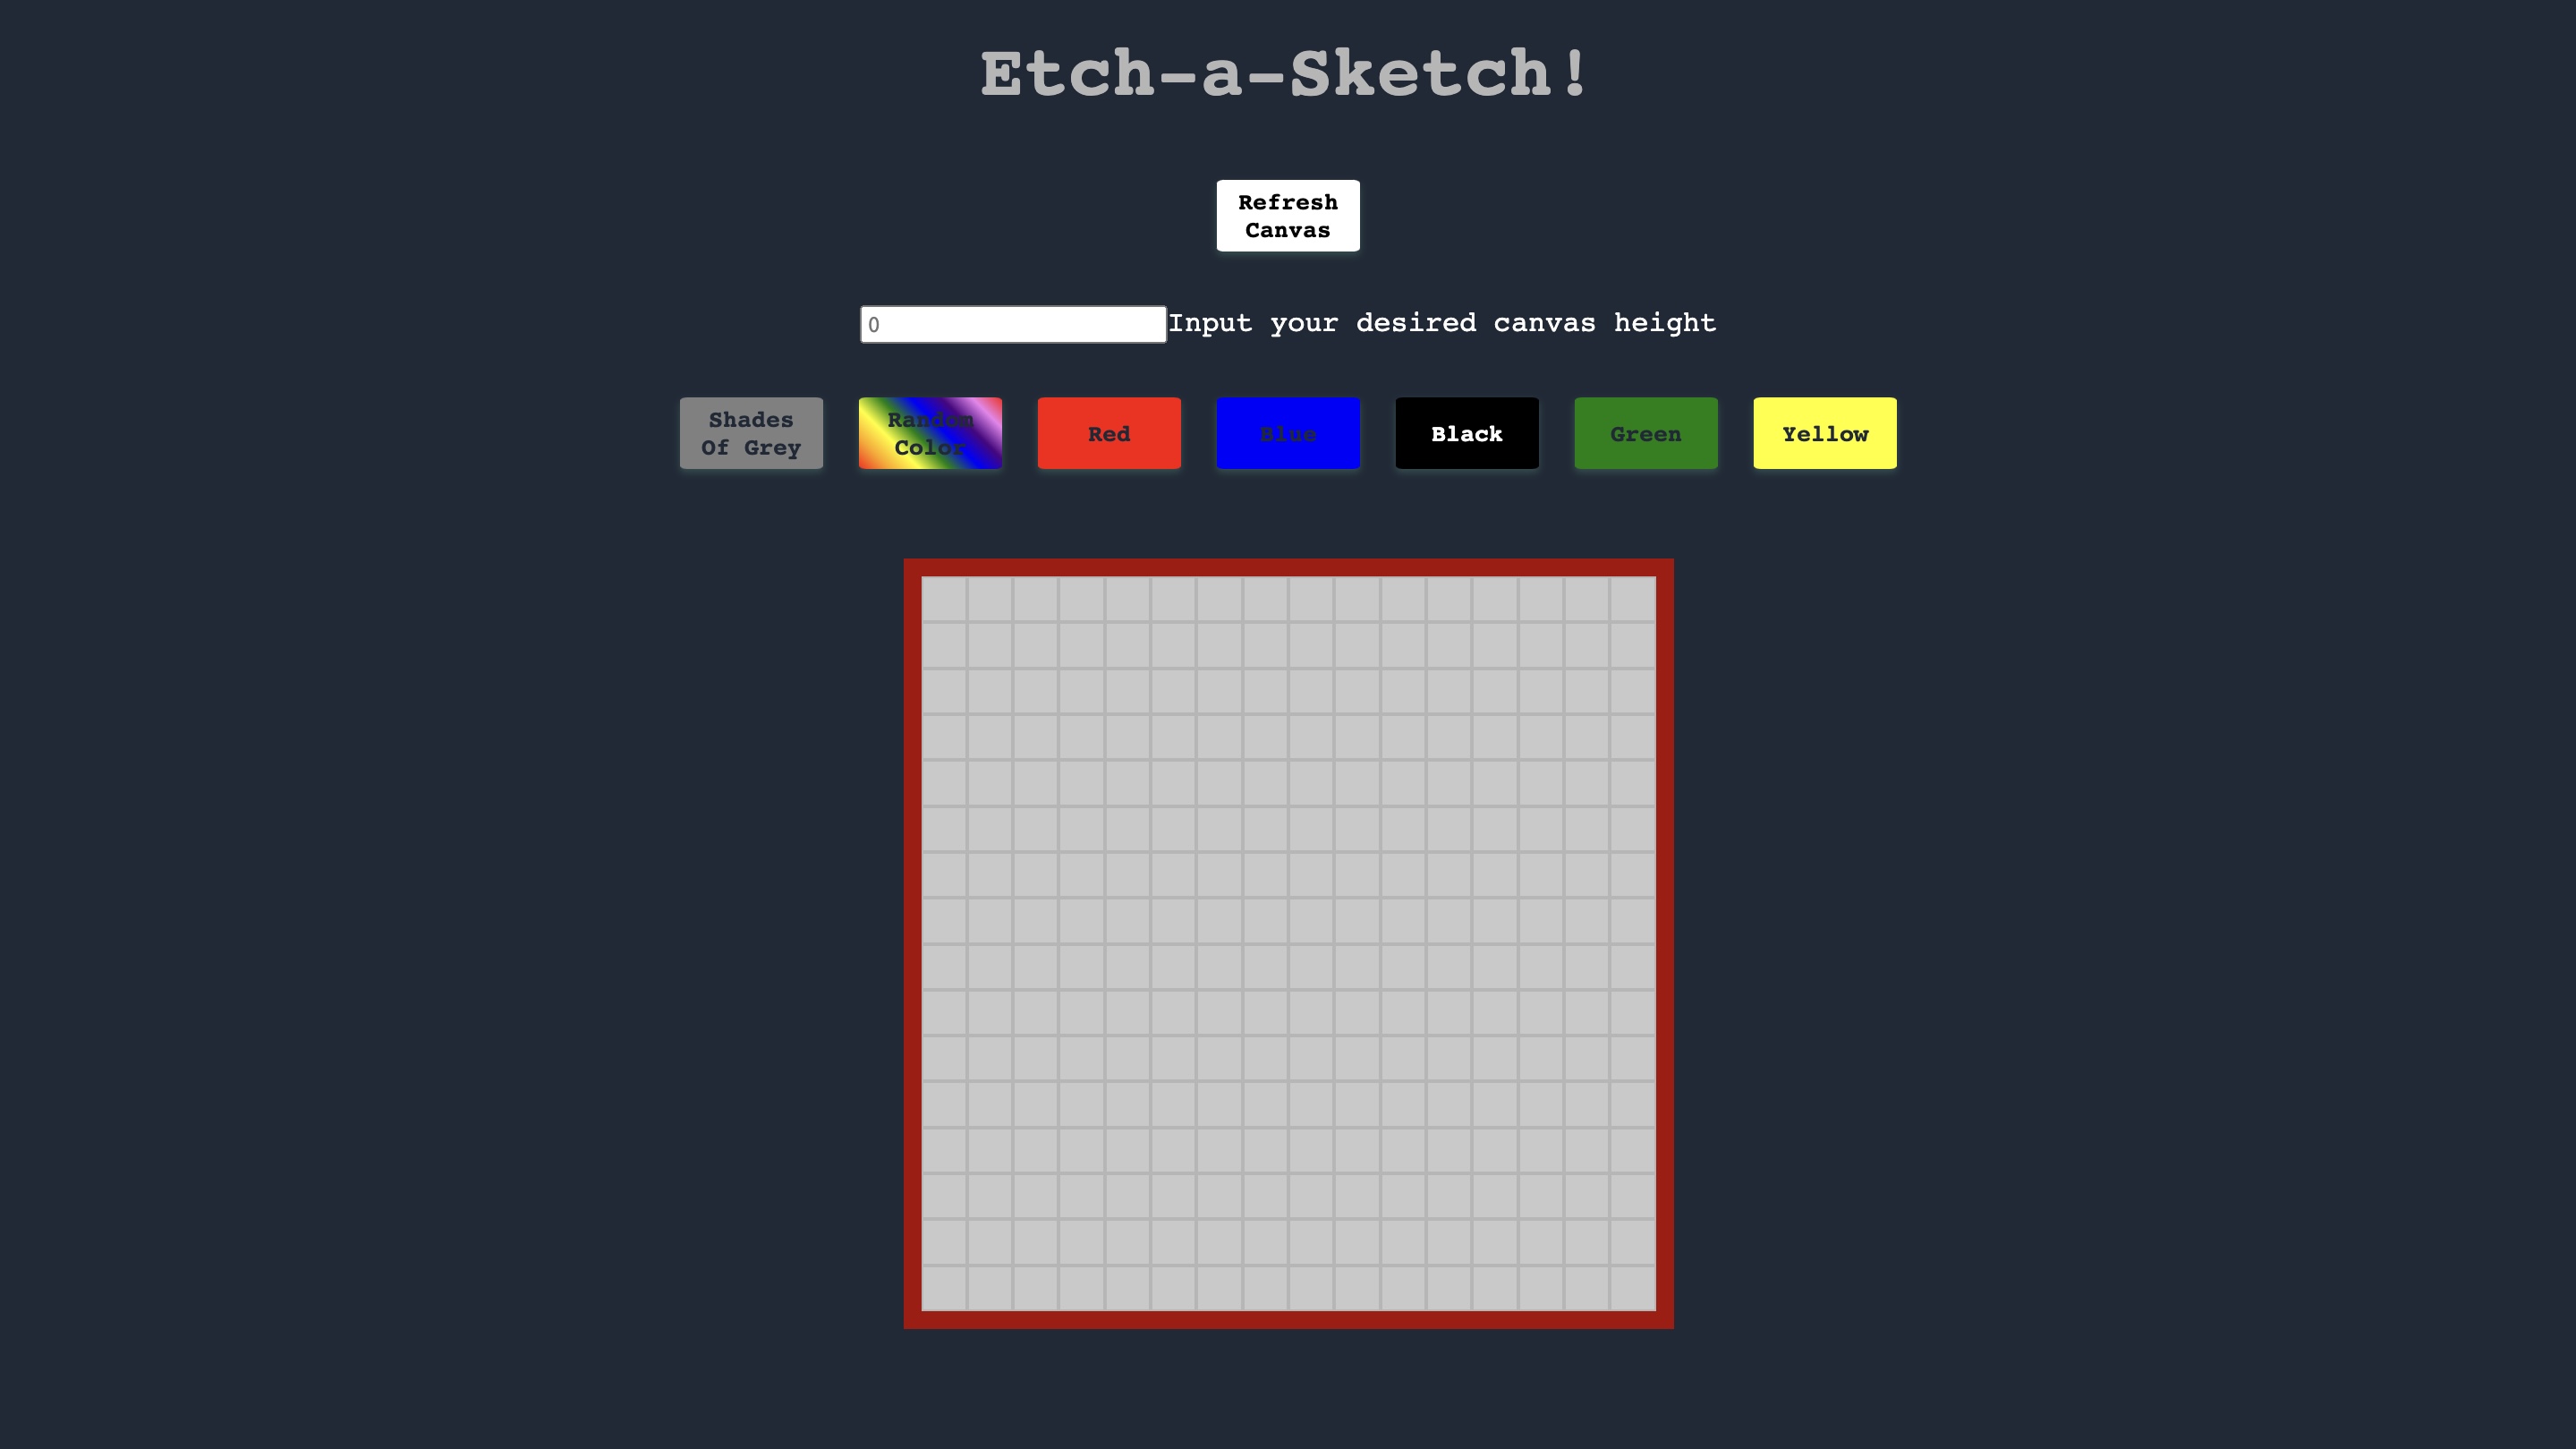 Etch-a-Sketch!
Refresh
Canvas
0 Input your desired canvas height
Shades
Of Grey
Random
Color
Red
Blue
Black
Green
Yellow